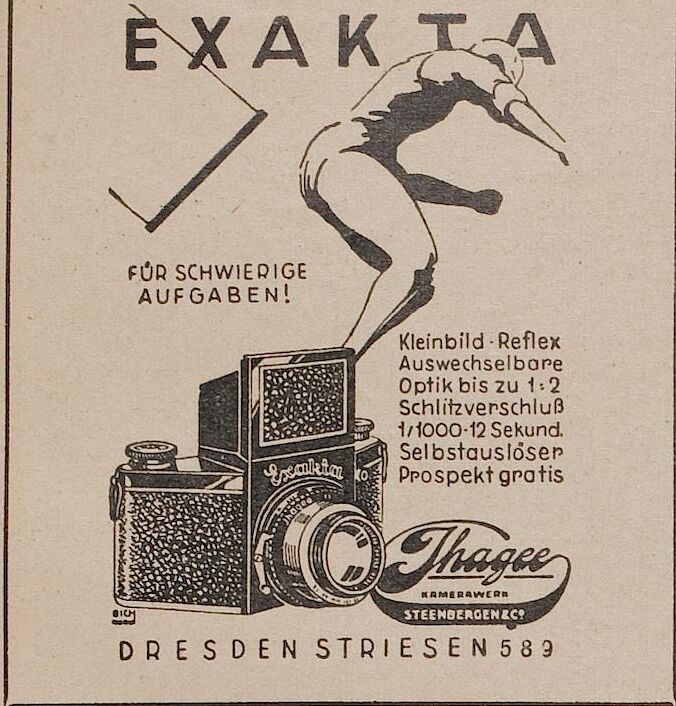 EXAKTA
FÜR SCHWIERIGE
AUFGABEN!
Kleinbild-Reflex
Auswechselbare
Optik bis zu 1:2
Schlitzverschluß
1/1000-12 Sekund.
Selbstauslöser
Prospekt gratis
Exakta
Ihagee
KAMERAWERK
STEENBERGEN & Co
DRESDEN STRIESEN 589